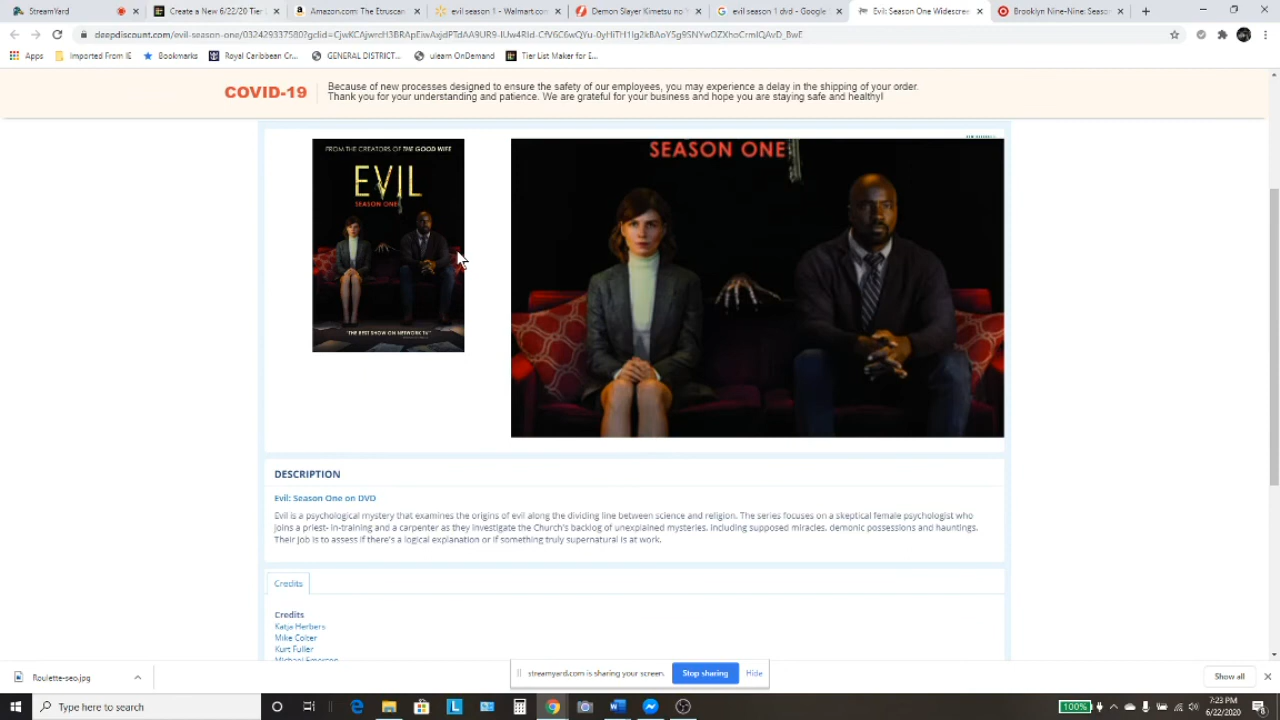 StreamYard
Create a New 6/22/20 Tier
Amazon.com The Etruscan
evil season 1 - Walmart.com
Demon Slayer Kimetsu no
evil season 1 dvd - Google
Evil: Season One Widescreen
Brooklyn Nine-Nine: Season
Apps
Imported From IE
Bookmarks
Royal Caribbean Cr...
GENERAL DISTRICT...
ulearn OnDemand
Tier List Maker for E...
COVID-19
Because of new processes designed to ensure the safety of our employees, you may experience a delay in the shipping of your order.
Thank you for your understanding and patience. We are grateful for your business and hope you are staying safe and healthy!
FROM THE CREATORS OF THE GOOD WIFE
EVIL
SEASON ONE
"THE BEST SHOW ON NETWORK TV"
SEASON ONE
DESCRIPTION
Evil: Season One on DVD
Evil is a psychological mystery that examines the origins of evil along the dividing line between science and religion. The series focuses on a skeptical female psychologist who
joins a priest- in-training and a carpenter as they investigate the Church's backlog of unexplained mysteries, including supposed miracles, demonic possessions and hauntings.
Their job is to assess if there's a logical explanation or if something truly supernatural is at work.
Credits
Credits
Katja Herbers
Mike Colter
Kurt Fuller
Michael Emerson
Roulette-seo.jpg
streamyard.com is sharing your screen.
Stop sharing
Hide
Show all
Type here to search
100%
7:23 PM
6/22/2020